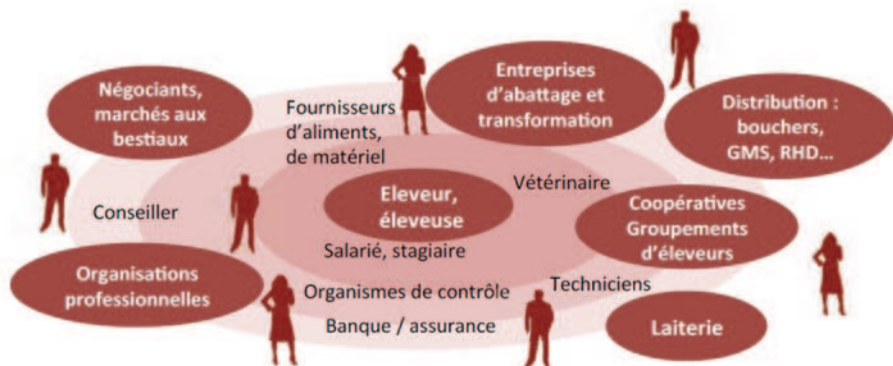 Négociants,
marchés aux
bestiaux
Fournisseurs
d'aliments,
de matériel
Entreprises
d'abattage et
transformation
Distribution :
bouchers,
GMS, RHD...
Conseiller
Eleveur,
éleveuse
Vétérinaire
Coopératives
Groupements
d'éleveurs
Salarié, stagiaire
Organisations
professionnelles
Organismes de contrôle
Techniciens
Banque / assurance
Laiterie